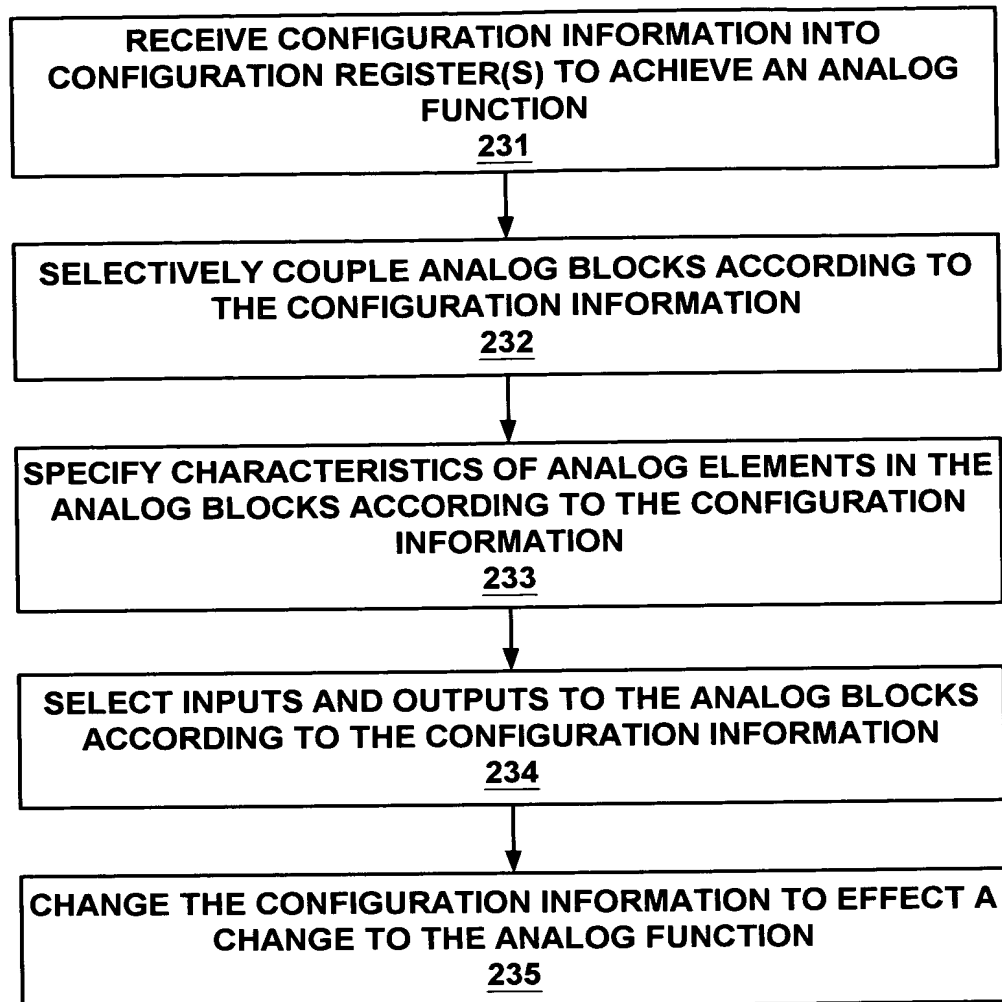 RECEIVE CONFIGURATION INFORMATION INTO
CONFIGURATION REGISTER(S) TO ACHIEVE AN ANALOG
FUNCTION
231
SELECTIVELY COUPLE ANALOG BLOCKS ACCORDING TO
THE CONFIGURATION INFORMATION
232
SPECIFY CHARACTERISTICS OF ANALOG ELEMENTS IN THE
ANALOG BLOCKS ACCORDING TO THE CONFIGURATION
INFORMATION
233
SELECT INPUTS AND OUTPUTS TO THE ANALOG BLOCKS
ACCORDING TO THE CONFIGURATION INFORMATION
234
CHANGE THE CONFIGURATION INFORMATION TO EFFECT A
CHANGE TO THE ANALOG FUNCTION
235